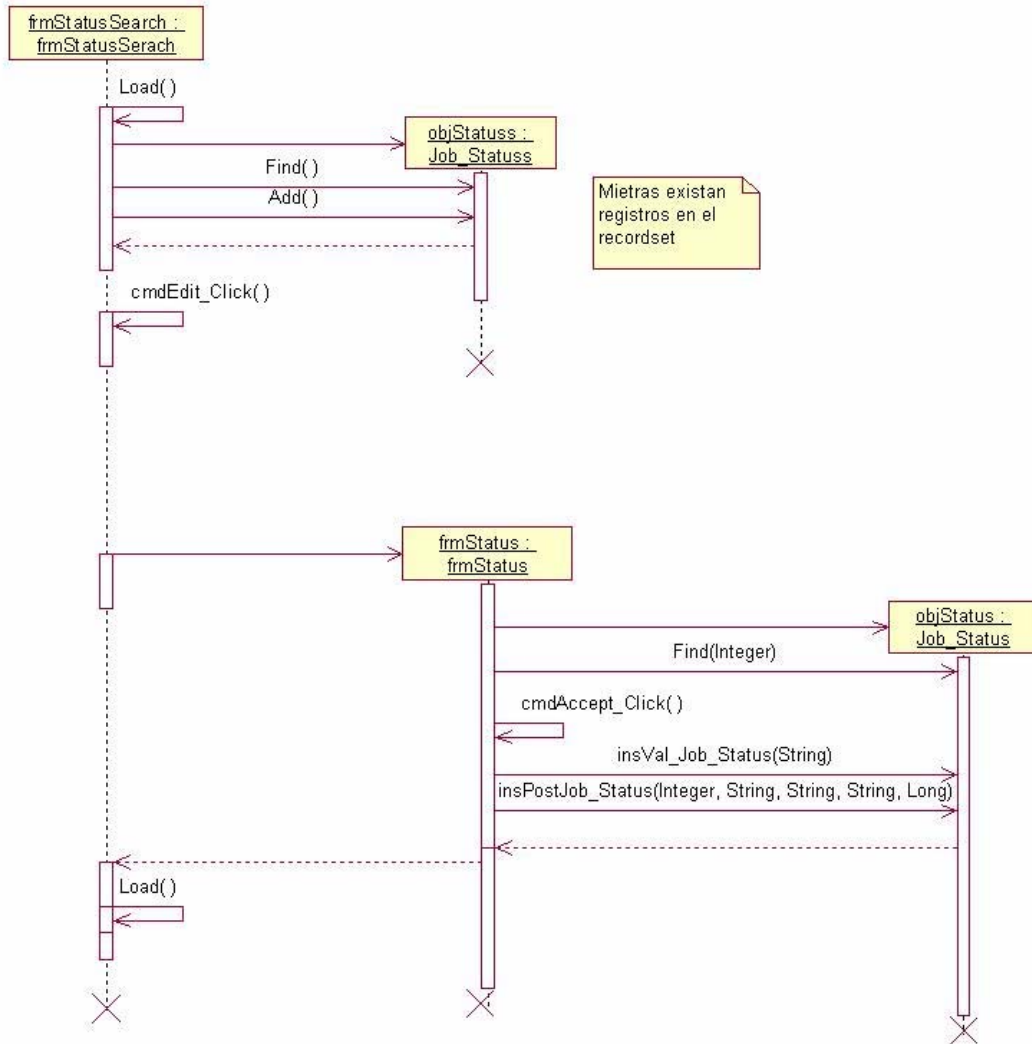 frmStatusSearch :
frmStatusSerach
Load( )
objStatuss :
Job_Statuss
Find( )
Add( )
Mietras existan
registros en el
recordset
cmdEdit_Click( )
frmStatus :
frmStatus
objStatus :
Job_Status
Find(Integer)
cmdAccept_Click( )
insVal_Job_Status(String)
insPostJob_Status(Integer, String, String, String, Long)
Load( )